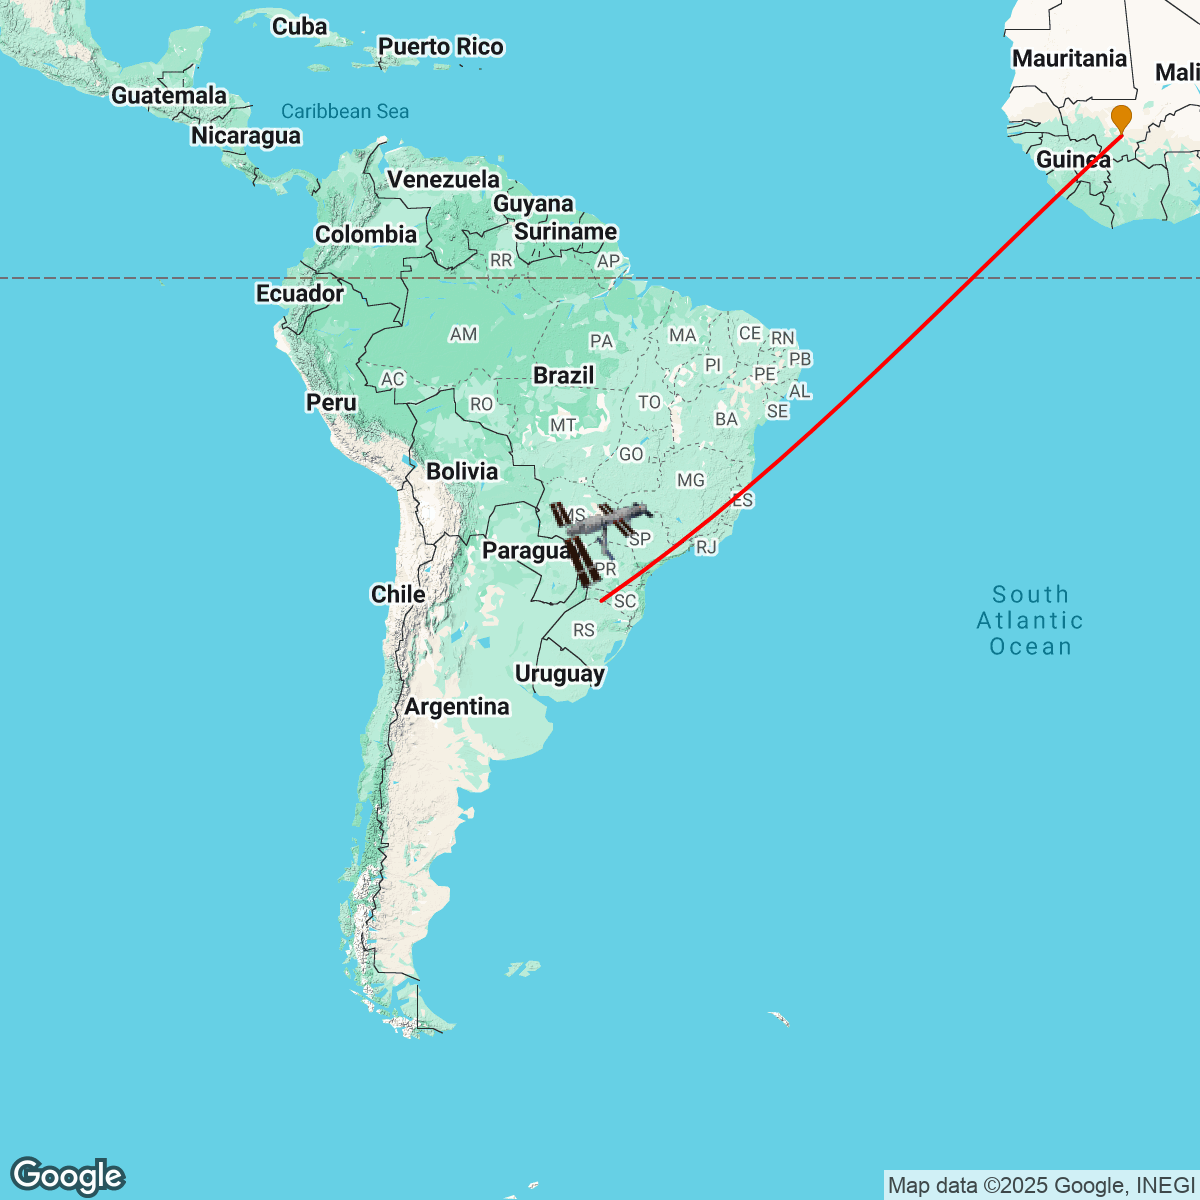 Cuba
Puerto Rico
Mauritania
Mali
Guatemala
Caribbean Sea
Nicaragua
Guinea
Venezuela
Guyana
Colombia
Suriname
RR
AP
Ecuador
AM
PA
MA
CE
RN
PI
PB
Brazil
PE
AC
AL
Peru
RO
TO
SE
MT
BA
GO
Bolivia
MG
ES
MS
SP
Paragua
RJ
PR
Chile
SC
South
Atlantic
Ocean
RS
Uruguay
Argentina
Google
Map data ©2025 Google, INEGI